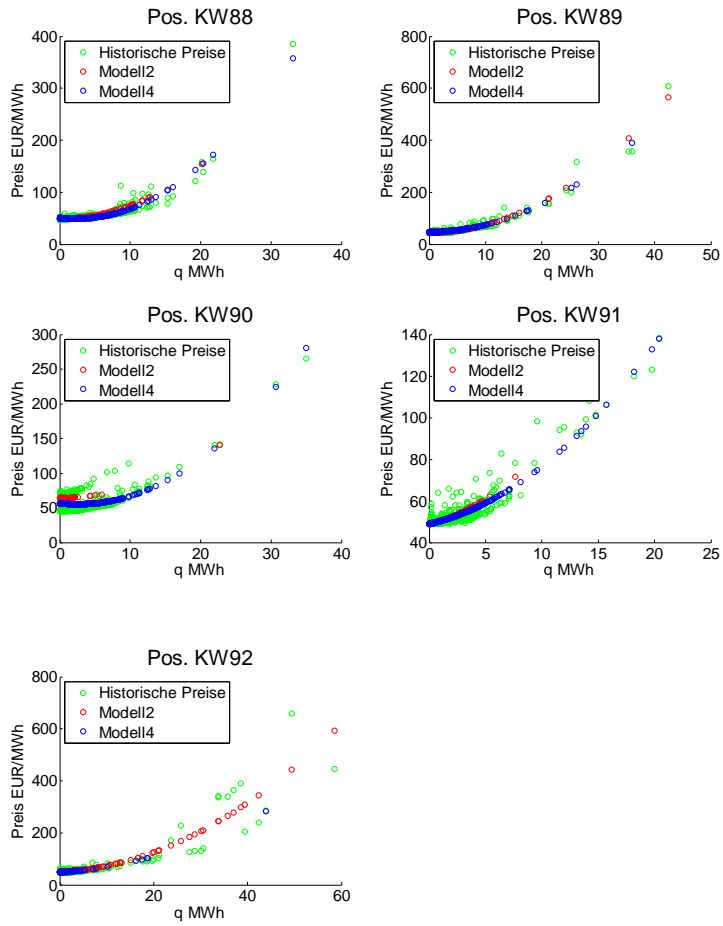 Pos. KW88
Preis EUR/MWh
400
300
200
100
0
Historische Preise
Modell2
Modell4
0 10 20 30 40
q MWh
Pos. KW89
Preis EUR/MWh
800
600
400
200
0
Historische Preise
Modell2
Modell4
0 10 20 30 40 50
q MWh
Pos. KW90
Preis EUR/MWh
300
250
200
150
100
50
0
Historische Preise
Modell2
Modell4
0 10 20 30 40
q MWh
Pos. KW91
Preis EUR/MWh
140
120
100
80
60
40
Historische Preise
Modell2
Modell4
0 5 10 15 20 25
q MWh
Pos. KW92
Preis EUR/MWh
800
600
400
200
0
Historische Preise
Modell2
Modell4
0 20 40 60
q MWh